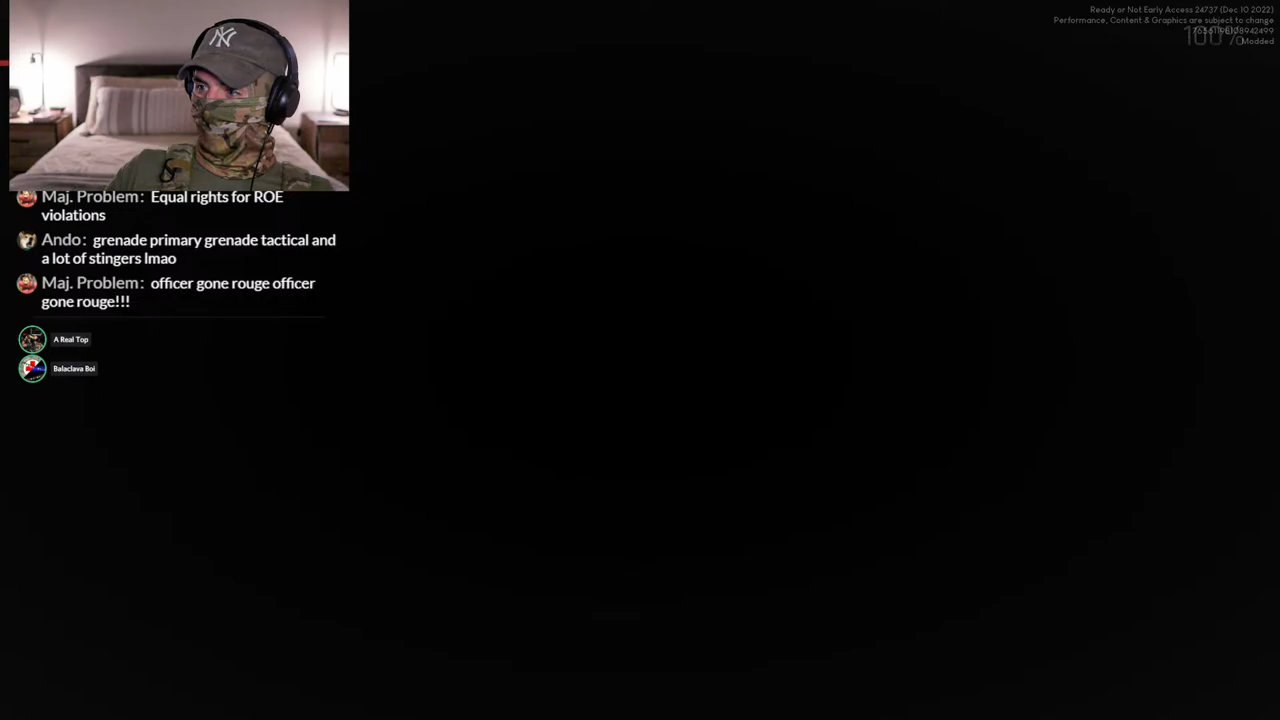 Ready or Not Early Access 24737 (Dec 10 2022)
Performance, Content & Graphics are subject to change
100%
Modded
NY
Maj. Problem: Equal rights for ROE
violations
Ando: grenade primary grenade tactical and
a lot of stingers lmao
Maj. Problem: officer gone rouge officer
gone rouge!!!
A Real Top
Balaclava Boi